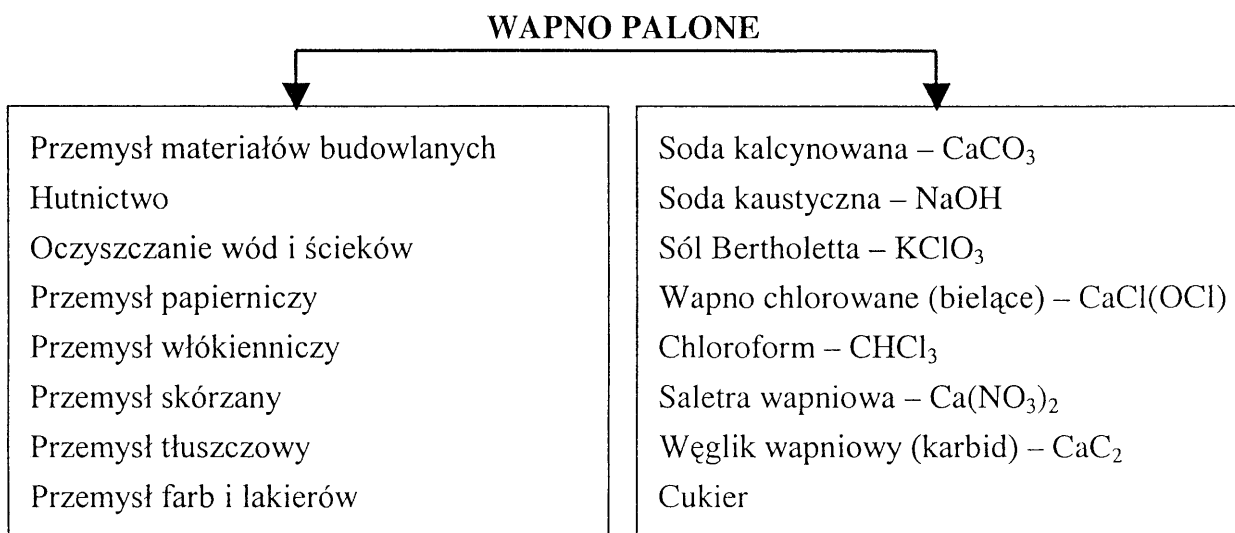 WAPNO PALONE
Przemysł materiałów budowlanych
Hutnictwo
Oczyszczanie wód i ścieków
Przemysł papierniczy
Przemysł włókienniczy
Przemysł skórzany
Przemysł tłuszczowy
Przemysł farb i lakierów
Soda kalcynowana – CaCO₃
Soda kaustyczna – NaOH
Sól Bertholetta – KClO₃
Wapno chlorowane (bielące) – CaCl(OCl)
Chloroform – CHCl₃
Saletra wapniowa – Ca(NO₃)₂
Węglik wapniowy (karbid) – CaC₂
Cukier